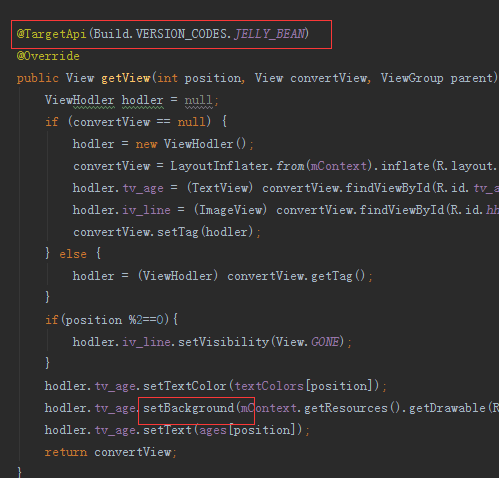 @TargetApi(Build.VERSION_CODES.JELLY_BEAN)
@Override
public View getView(int position, View convertView, ViewGroup parent)
ViewHodler hodler = null;
if (convertView == null) {
hodler = new ViewHodler();
convertView = LayoutInflater.from(mContext).inflate(R.layout.
hodler.tv_age = (TextView) convertView.findViewById(R.id.tv_a
hodler.iv_line = (ImageView) convertView.findViewById(R.id.hh
convertView.setTag(hodler);
} else {
hodler = (ViewHodler) convertView.getTag();
}
if(position %2==0){
hodler.iv_line.setVisibility(View.GONE);
}
hodler.tv_age.setTextColor(textColors[position]);
hodler.tv_age.setBackground(mContext.getResources().getDrawable(R
hodler.tv_age.setText(ages[position]);
return convertView;
}